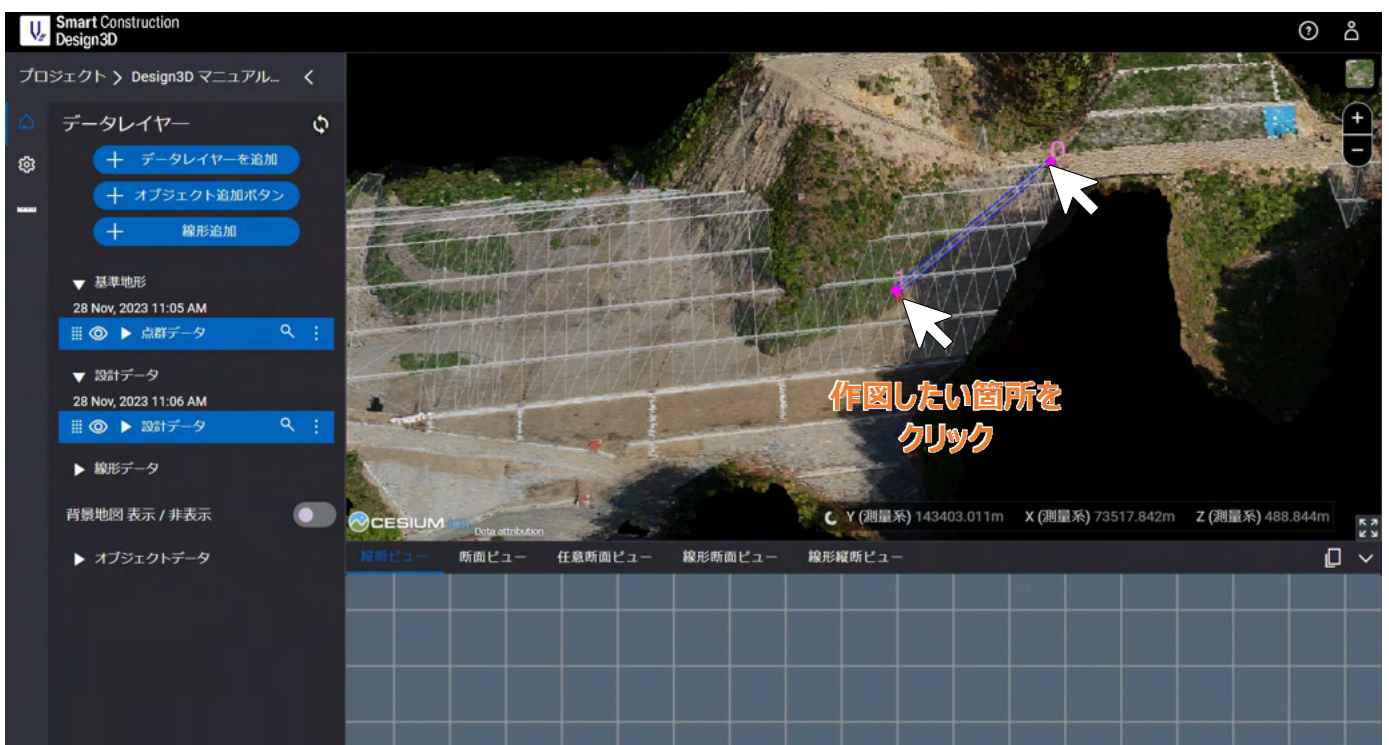 Smart Construction
Design3D
プロジェクト > Design3D マニュアル...
データレイヤー
データレイヤーを追加
オブジェクト追加ボタン
線形追加
基準地形
28 Nov, 2023 11:05 AM
点群データ
設計データ
28 Nov, 2023 11:06 AM
設計データ
線形データ
背景地図 表示 / 非表示
オブジェクトデータ
0
1
作図したい箇所を
クリック
CESIUM ion
Data attribution
Y (測量系) 143403.011m X (測量系) 73517.842m Z (測量系) 488.844m
縦断ビュー 断面ビュー 任意断面ビュー 線形断面ビュー 線形縦断ビュー